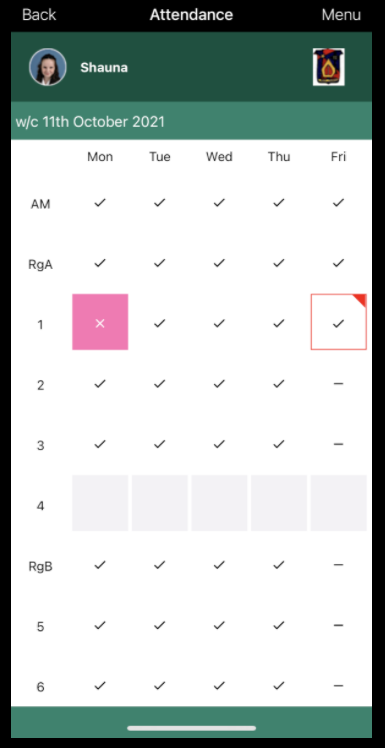 Back Attendance Menu
Shauna
w/c 11th October 2021
Mon Tue Wed Thu Fri
AM ✓ ✓ ✓ ✓ ✓
RgA ✓ ✓ ✓ ✓ ✓
1 × ✓ ✓ ✓ ✓
2 ✓ ✓ ✓ ✓ –
3 ✓ ✓ ✓ ✓ –
4
RgB ✓ ✓ ✓ ✓ –
5 ✓ ✓ ✓ ✓ –
6 ✓ ✓ ✓ ✓ –